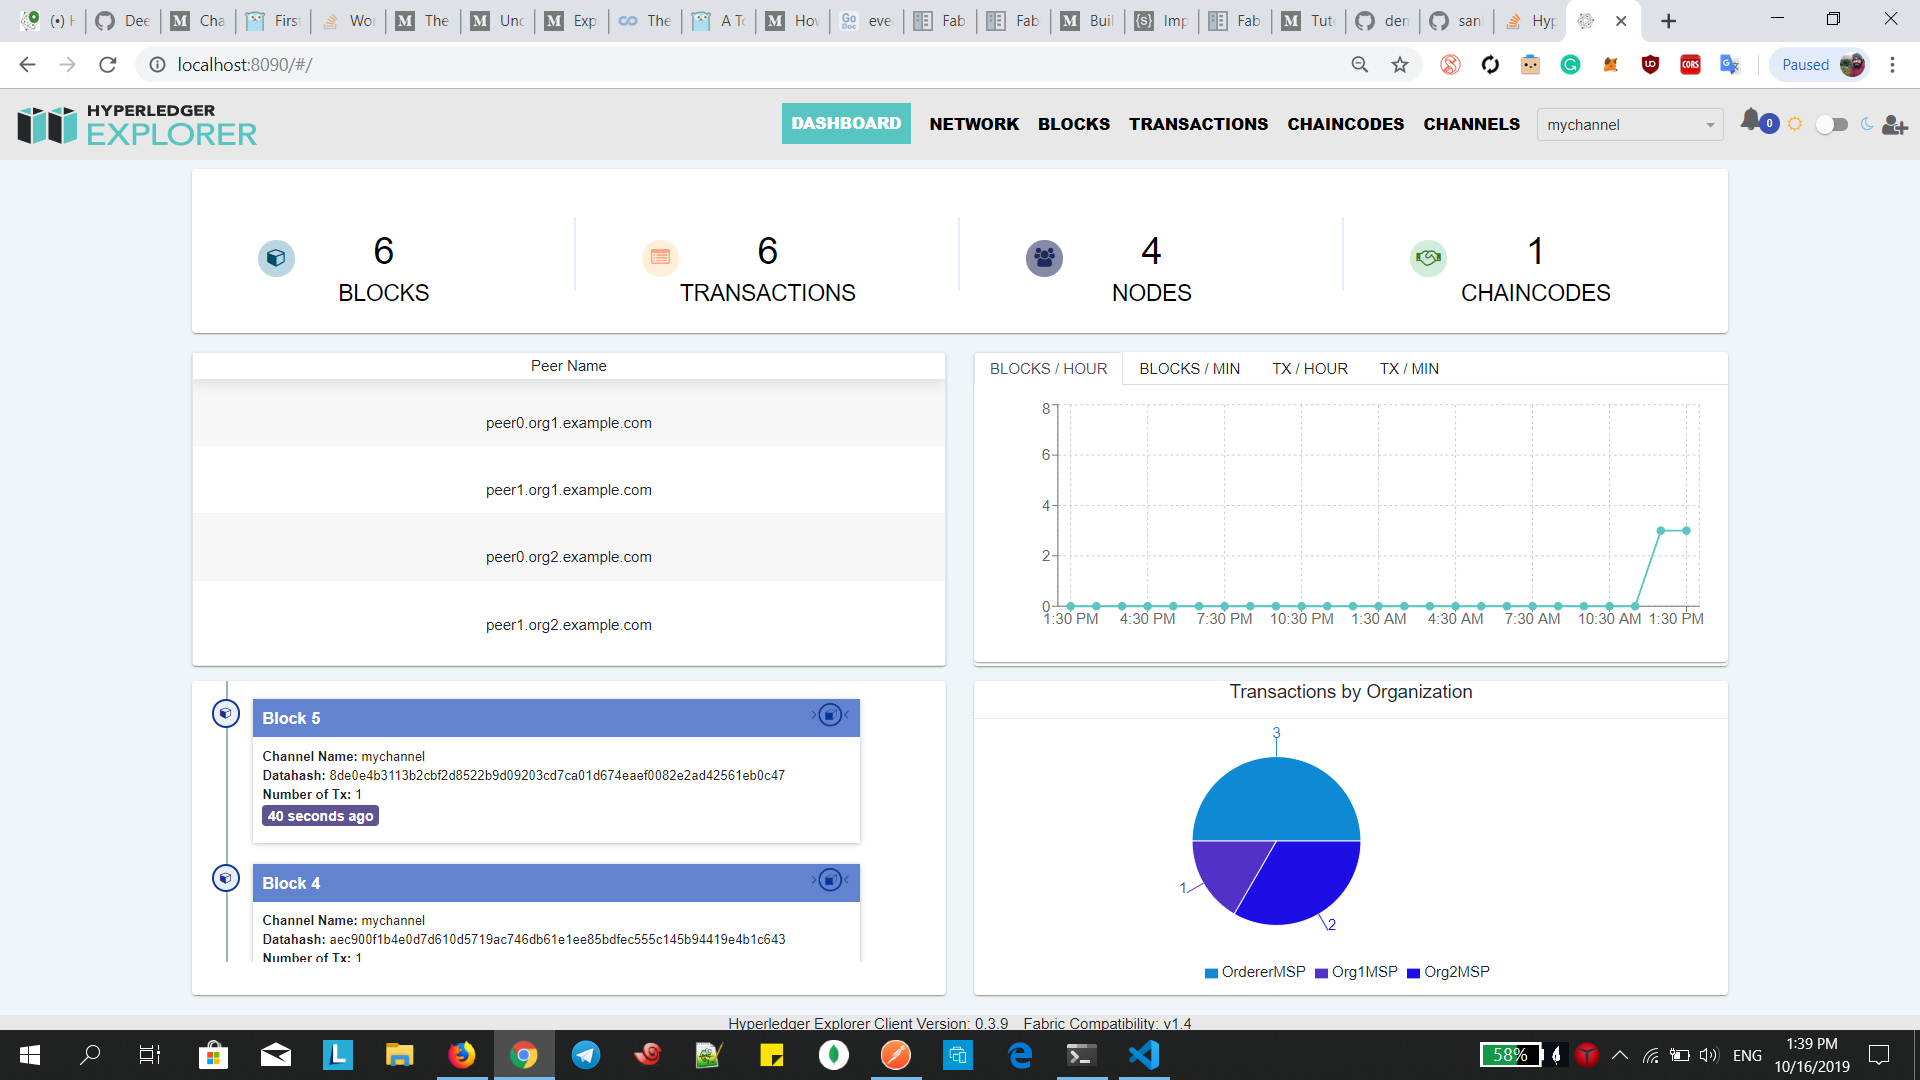 (•) H
Dee
Cha
First
Wor
The
Unc
Exp
The
A To
Hov
eve
Fab
Fab
Buil
Imp
Fab
Tuto
den
san
Hyp
localhost:8090/#/
Paused
HYPERLEDGER
EXPLORER
DASHBOARD NETWORK BLOCKS TRANSACTIONS CHAINCODES CHANNELS mychannel 0
6
BLOCKS
6
TRANSACTIONS
4
NODES
1
CHAINCODES
Peer Name
peer0.org1.example.com
peer1.org1.example.com
peer0.org2.example.com
peer1.org2.example.com
BLOCKS / HOUR BLOCKS / MIN TX / HOUR TX / MIN
8
6
4
2
0
1:30 PM 4:30 PM 7:30 PM 10:30 PM 1:30 AM 4:30 AM 7:30 AM 10:30 AM 1:30 PM
Block 5
Channel Name: mychannel
Datahash: 8de0e4b3113b2cbf2d8522b9d09203cd7ca01d674eaef0082e2ad42561eb0c47
Number of Tx: 1
40 seconds ago
Block 4
Channel Name: mychannel
Datahash: aec900f1b4e0d7d610d5719ac746db61e1ee85bdfec555c145b94419e4b1c643
Number of Tx: 1
Transactions by Organization
3
1
2
OrdererMSP Org1MSP Org2MSP
Hyperledger Explorer Client Version: 0.3.9 Fabric Compatibility: v1.4
58%
ENG
1:39 PM
10/16/2019